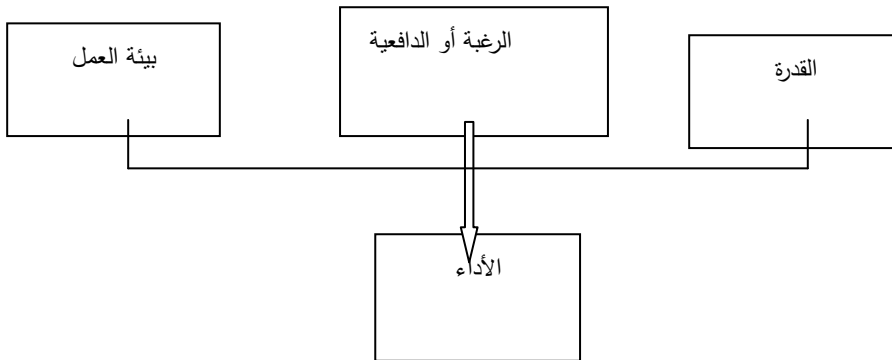 الرغبة أو الدافعية
القدرة
بيئة العمل
الأداء